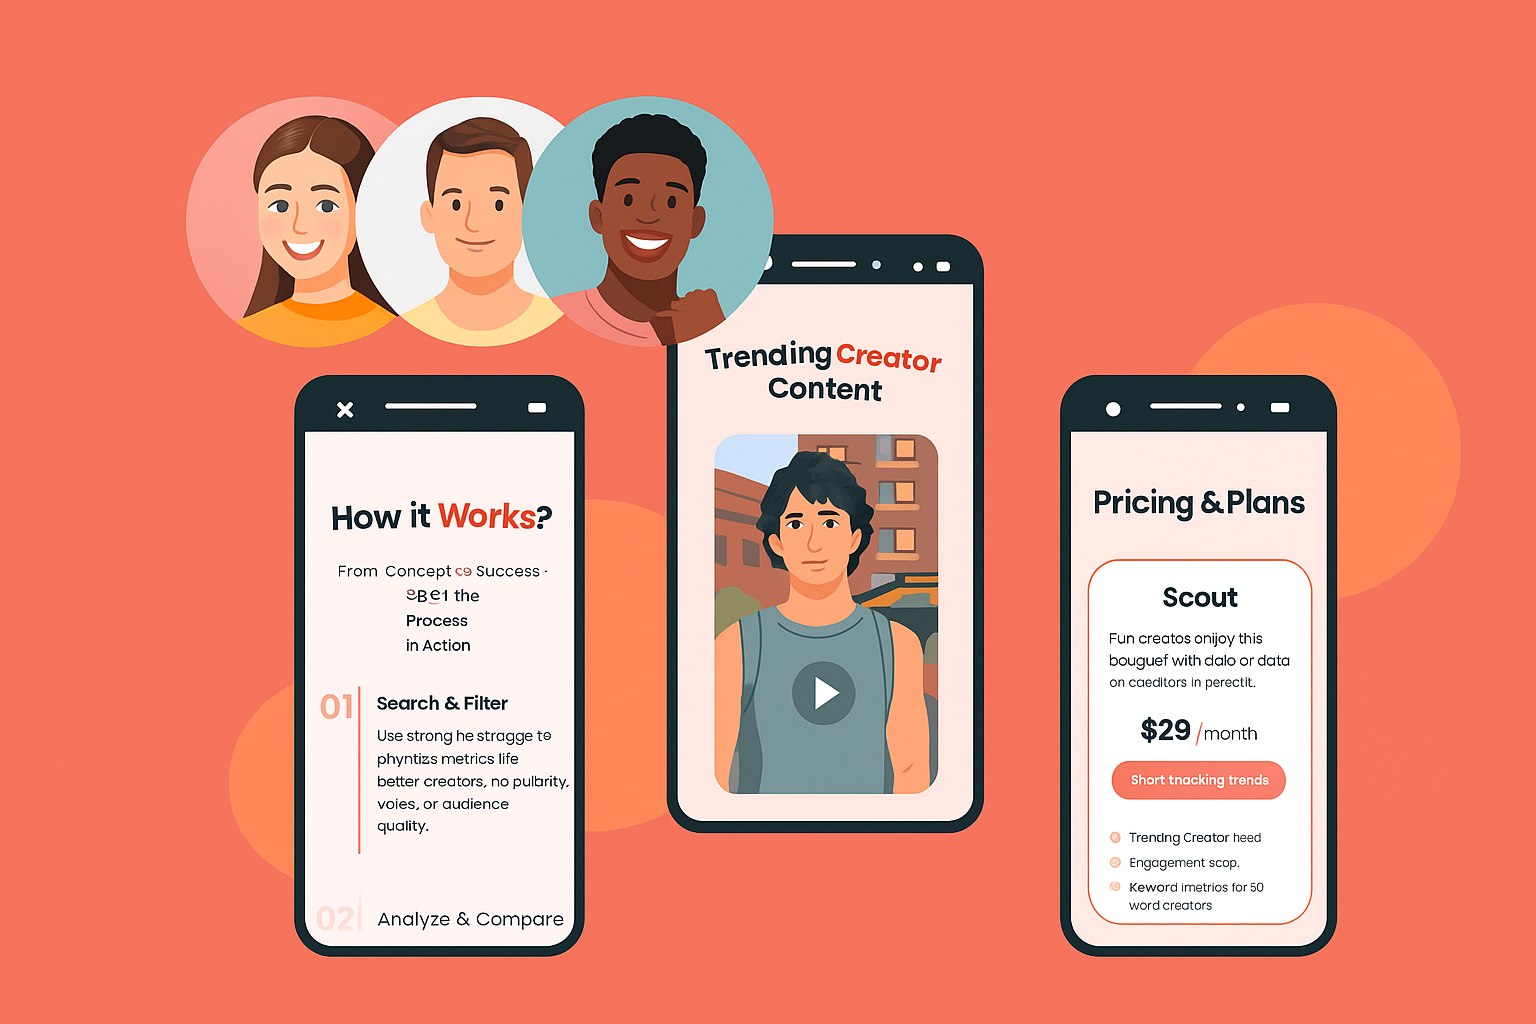 Trending Creator
Content
How it Works?
From Concept Success ·
the
Process
in Action
01
Search & Filter
Use strong he stragge to
phyntizs metrics life
better creators, no pularity,
voies, or audience
quality.
02
Analyze & Compare
Pricing & Plans
Scout
Fun creatos onijoy this
bouguef with dalo or data
on caeditors in perectit.
$29 /month
Short tnacking trends
Trending Creator heed
Engagement scop.
Keword imetrios for 50
word creators